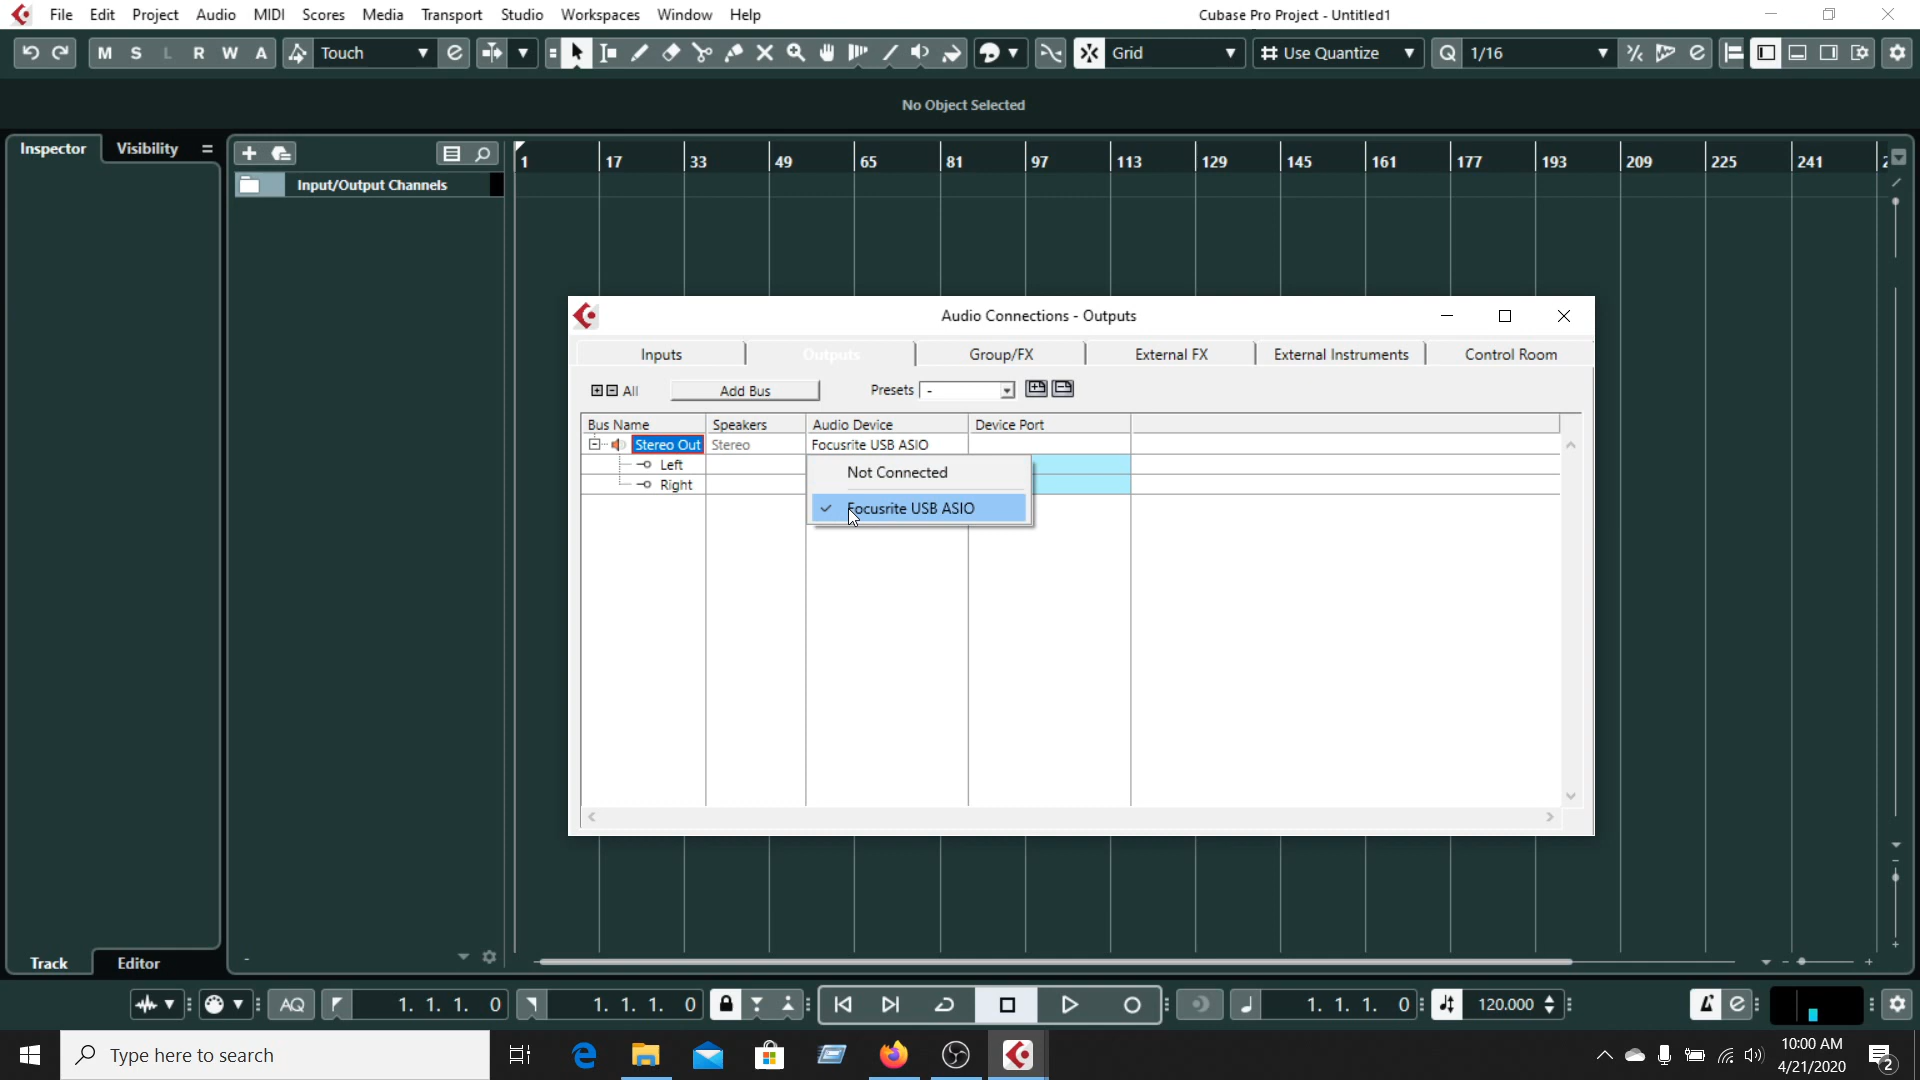 File Edit Project Audio MIDI Scores Media Transport Studio Workspaces Window Help
Cubase Pro Project - Untitled1
M S L R W A Touch Grid Use Quantize Q 1/16
No Object Selected
Inspector Visibility
1 17 33 49 65 81 97 113 129 145 161 177 193 209 225 241
Input/Output Channels
Audio Connections - Outputs
Inputs Outputs Group/FX External FX External Instruments Control Room
All Add Bus Presets -
Bus Name Speakers Audio Device Device Port
Stereo Out Stereo Focusrite USB ASIO
Left
Right
Not Connected
Focusrite USB ASIO
Track Editor
AQ 1. 1. 1. 0 1. 1. 1. 0 1. 1. 1. 0 120.000
Type here to search
10:00 AM
4/21/2020
2